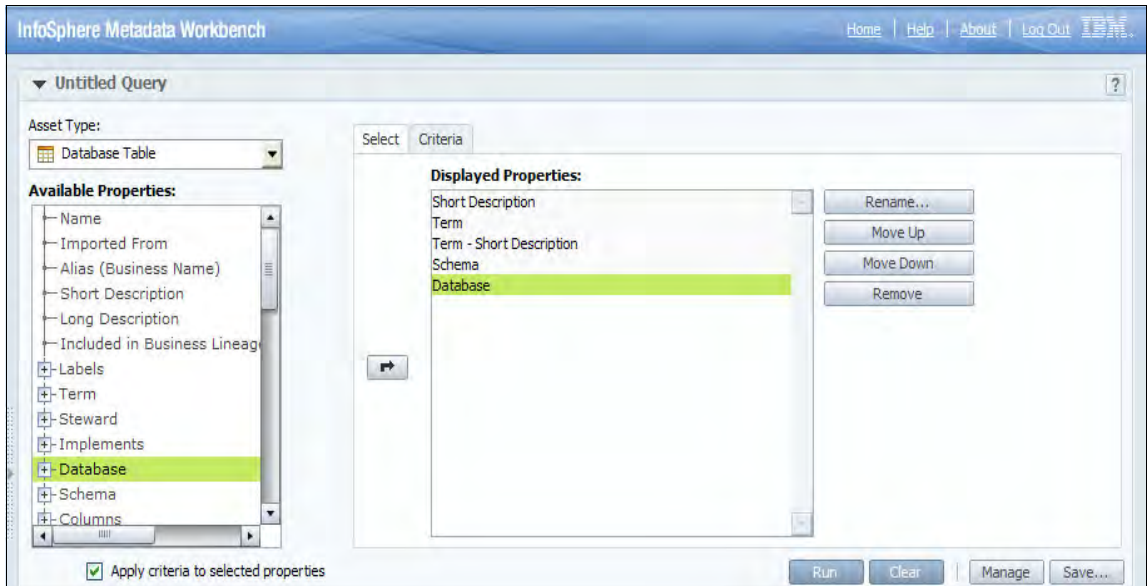 InfoSphere Metadata Workbench
Home | Help | About | Log Out IBM.
Untitled Query ?
Asset Type:
Database Table
Available Properties:
Name
Imported From
Alias (Business Name)
Short Description
Long Description
Included in Business Lineag
Labels
Term
Steward
Implements
Database
Schema
Columns
Apply criteria to selected properties
Select Criteria
Displayed Properties:
Short Description
Term
Term - Short Description
Schema
Database
Rename...
Move Up
Move Down
Remove
Run Clear Manage Save...